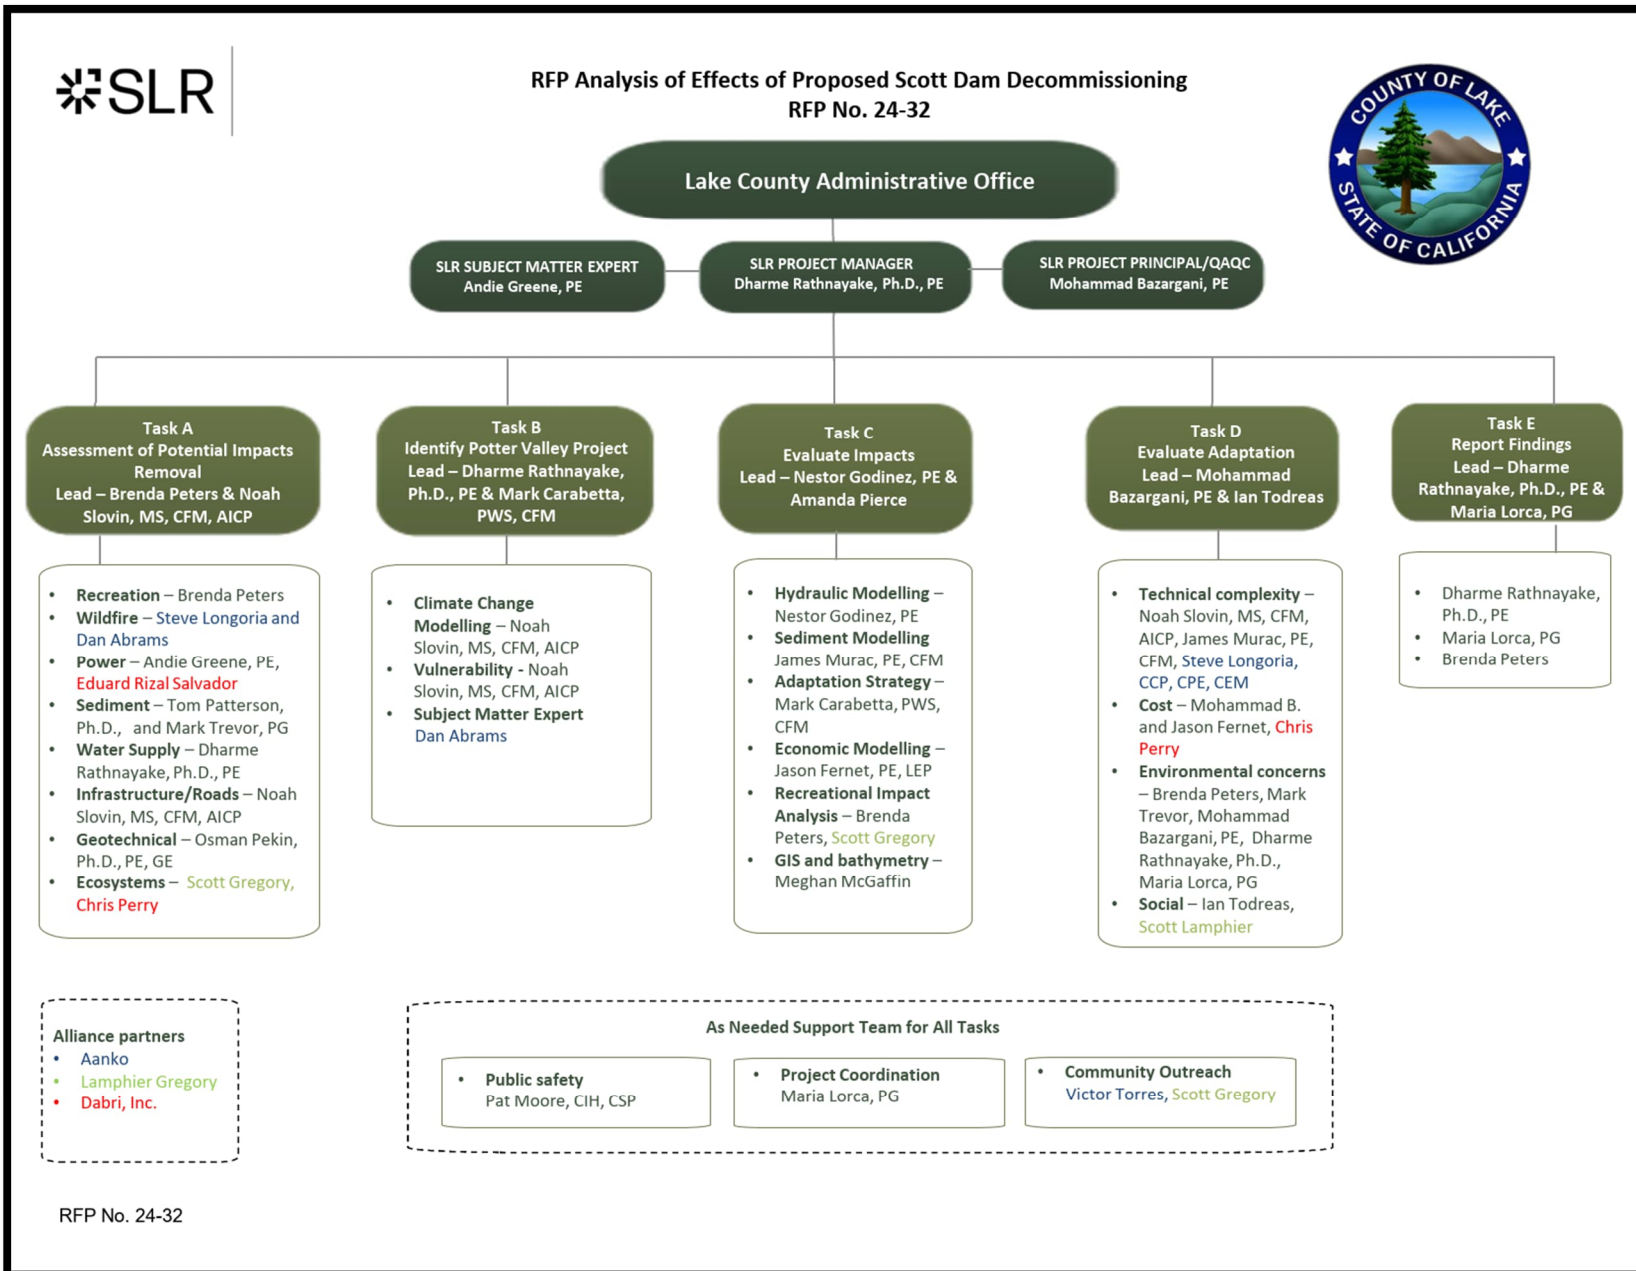 SLR
RFP Analysis of Effects of Proposed Scott Dam Decommissioning
RFP No. 24-32
COUNTY OF LAKE
STATE OF CALIFORNIA
Lake County Administrative Office
SLR SUBJECT MATTER EXPERT
Andie Greene, PE
SLR PROJECT MANAGER
Dharme Rathnayake, Ph.D., PE
SLR PROJECT PRINCIPAL/QAQC
Mohammad Bazargani, PE
Task A
Assessment of Potential Impacts
Removal
Lead – Brenda Peters & Noah
Slovin, MS, CFM, AICP
• Recreation – Brenda Peters
• Wildfire – Steve Longoria and
Dan Abrams
• Power – Andie Greene, PE,
Eduard Rizal Salvador
• Sediment – Tom Patterson,
Ph.D., and Mark Trevor, PG
• Water Supply – Dharme
Rathnayake, Ph.D., PE
• Infrastructure/Roads – Noah
Slovin, MS, CFM, AICP
• Geotechnical – Osman Pekin,
Ph.D., PE, GE
• Ecosystems – Scott Gregory,
Chris Perry
Task B
Identify Potter Valley Project
Lead – Dharme Rathnayake,
Ph.D., PE & Mark Carabetta,
PWS, CFM
• Climate Change
Modelling – Noah
Slovin, MS, CFM, AICP
• Vulnerability - Noah
Slovin, MS, CFM, AICP
• Subject Matter Expert
Dan Abrams
Task C
Evaluate Impacts
Lead – Nestor Godinez, PE &
Amanda Pierce
• Hydraulic Modelling –
Nestor Godinez, PE
• Sediment Modelling
James Murac, PE, CFM
• Adaptation Strategy –
Mark Carabetta, PWS,
CFM
• Economic Modelling –
Jason Fernet, PE, LEP
• Recreational Impact
Analysis – Brenda
Peters, Scott Gregory
• GIS and bathymetry –
Meghan McGaffin
Task D
Evaluate Adaptation
Lead – Mohammad
Bazargani, PE & Ian Todreas
• Technical complexity –
Noah Slovin, MS, CFM,
AICP, James Murac, PE,
CFM, Steve Longoria,
CCP, CPE, CEM
• Cost – Mohammad B.
and Jason Fernet, Chris
Perry
• Environmental concerns
– Brenda Peters, Mark
Trevor, Mohammad
Bazargani, PE, Dharme
Rathnayake, Ph.D.,
Maria Lorca, PG
• Social – Ian Todreas,
Scott Lamphier
Task E
Report Findings
Lead – Dharme
Rathnayake, Ph.D., PE &
Maria Lorca, PG
• Dharme Rathnayake,
Ph.D., PE
• Maria Lorca, PG
• Brenda Peters
Alliance partners
• Aanko
• Lamphier Gregory
• Dabri, Inc.
As Needed Support Team for All Tasks
• Public safety
Pat Moore, CIH, CSP
• Project Coordination
Maria Lorca, PG
• Community Outreach
Victor Torres, Scott Gregory
RFP No. 24-32